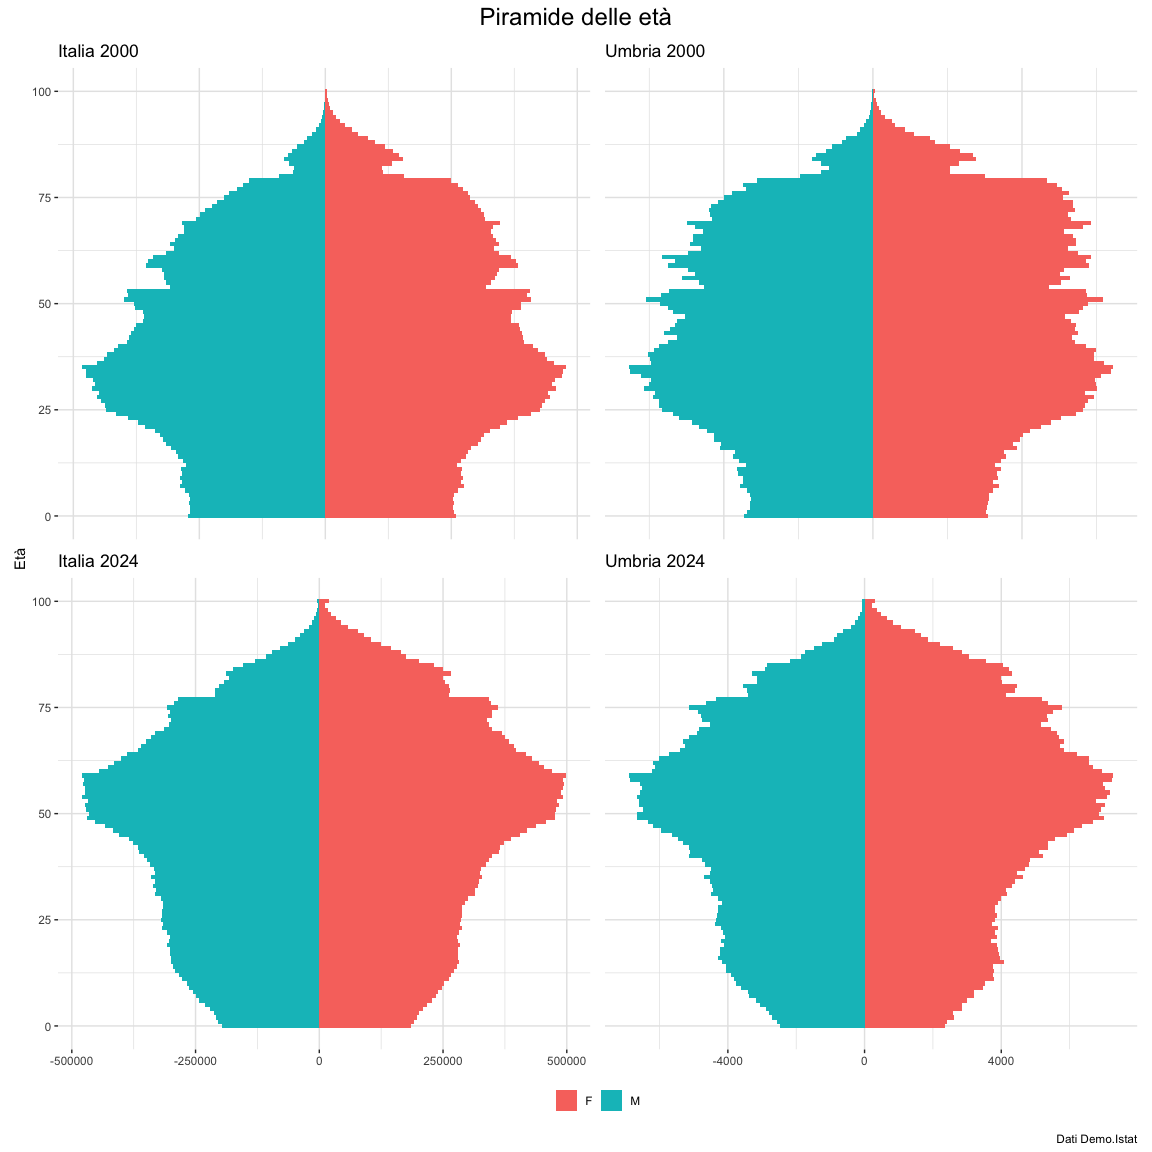 Piramide delle età
Italia 2000
Umbria 2000
100
75
50
25
0
Età
Italia 2024
Umbria 2024
100
75
50
25
0
-500000 -250000 0 250000 500000
-4000 0 4000
F M
Dati Demo.Istat